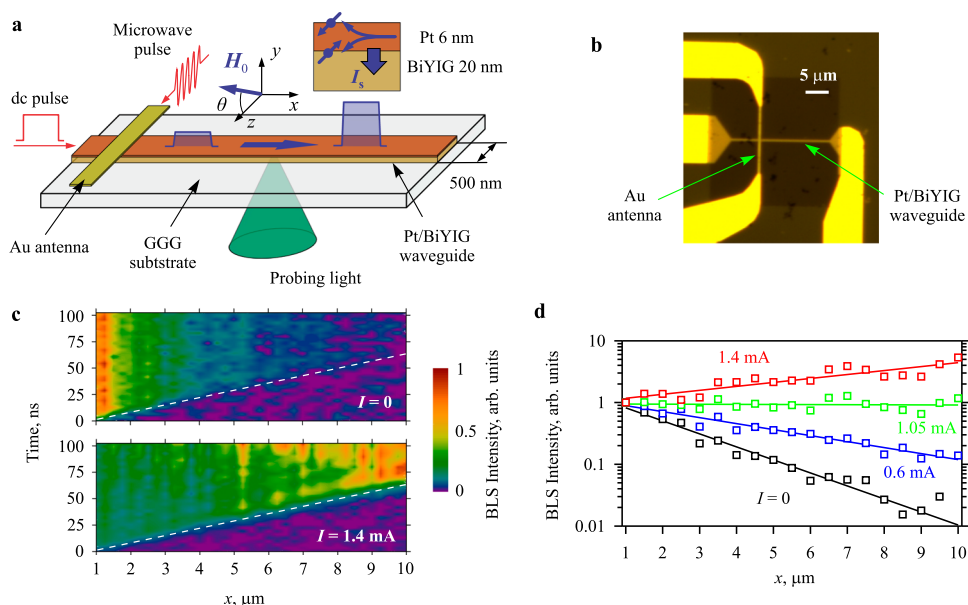 a
Microwave
pulse
dc pulse
H0
θ
y
x
z
Pt 6 nm
BiYIG 20 nm
Is
500 nm
Au antenna
GGG
subtstrate
Probing light
Pt/BiYIG
waveguide
b
5 μm
Au
antenna
Pt/BiYIG
waveguide
c
Time, ns
100
75
50
25
0
I = 0
100
75
50
25
0
I = 1.4 mA
1 2 3 4 5 6 7 8 9 10
x, μm
1
0.5
0
BLS Intensity, arb. units
d
BLS Intensity, arb. units
10
1
0.1
0.01
1.4 mA
1.05 mA
0.6 mA
I = 0
1 2 3 4 5 6 7 8 9 10
x, μm